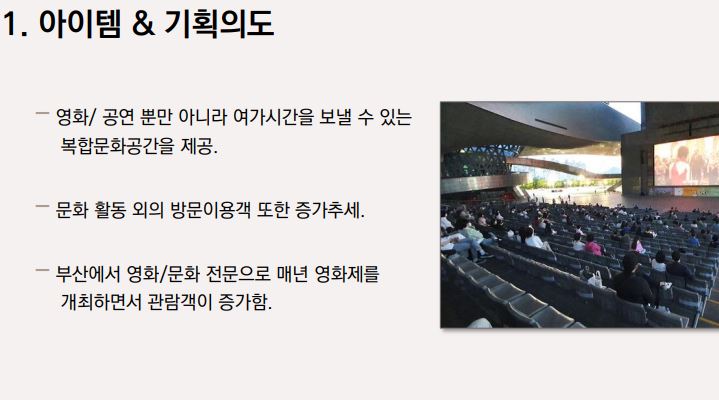 1. 아이템 & 기획의도
― 영화/ 공연 뿐만 아니라 여가시간을 보낼 수 있는
복합문화공간을 제공.
― 문화 활동 외의 방문이용객 또한 증가추세.
― 부산에서 영화/문화 전문으로 매년 영화제를
개최하면서 관람객이 증가함.